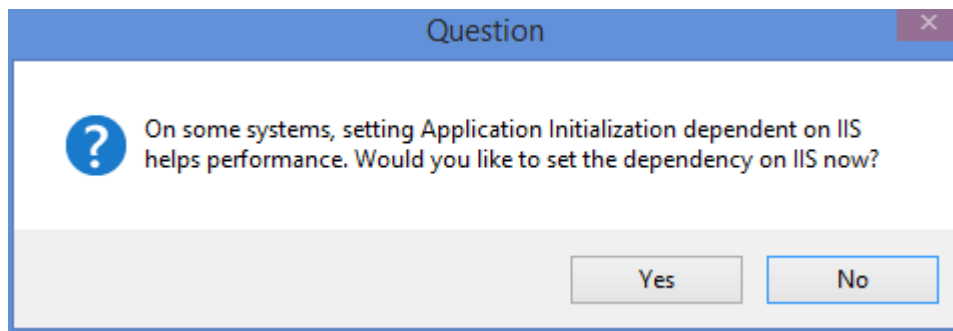 Question
On some systems, setting Application Initialization dependent on IIS
helps performance. Would you like to set the dependency on IIS now?
Yes No